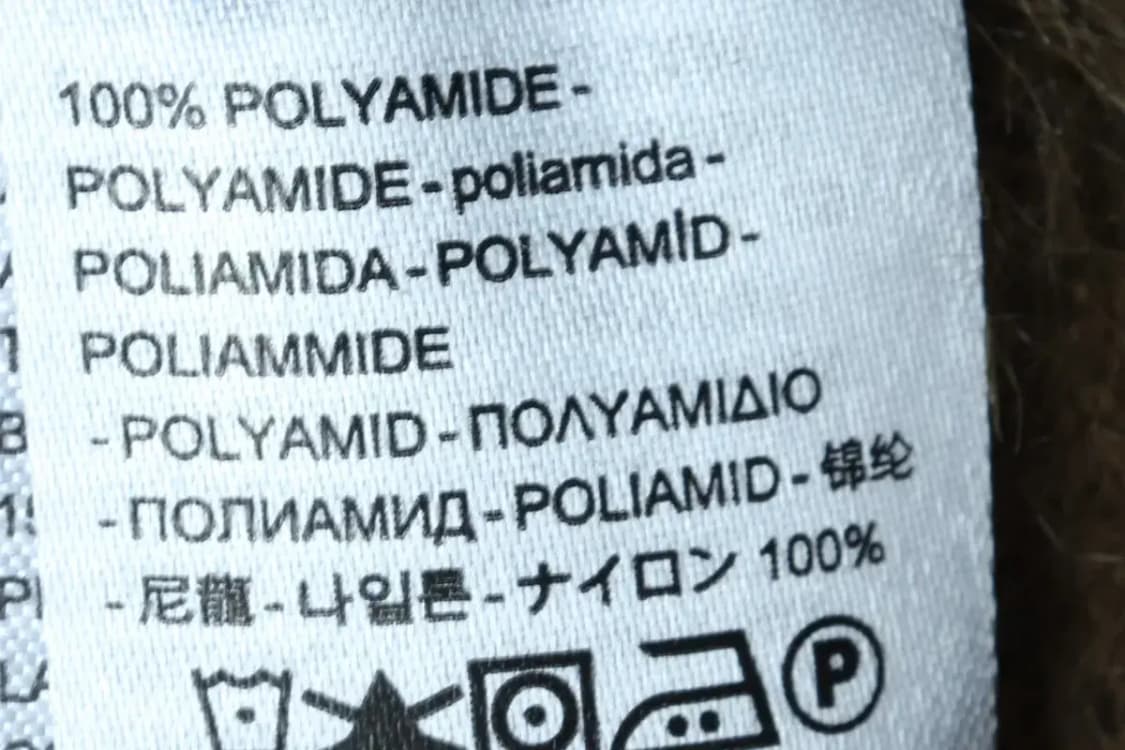 100% POLYAMIDE -
POLYAMIDE - poliamida -
POLIAMIDA - POLYAMİD -
POLIAMMIDE
- POLYAMID - ΠΟΛΥΑΜΙΔΙΟ
- ПОЛИАМИД - POLIAMID - 锦纶
- 尼龍 - 나일론 - ナイロン 100%
P